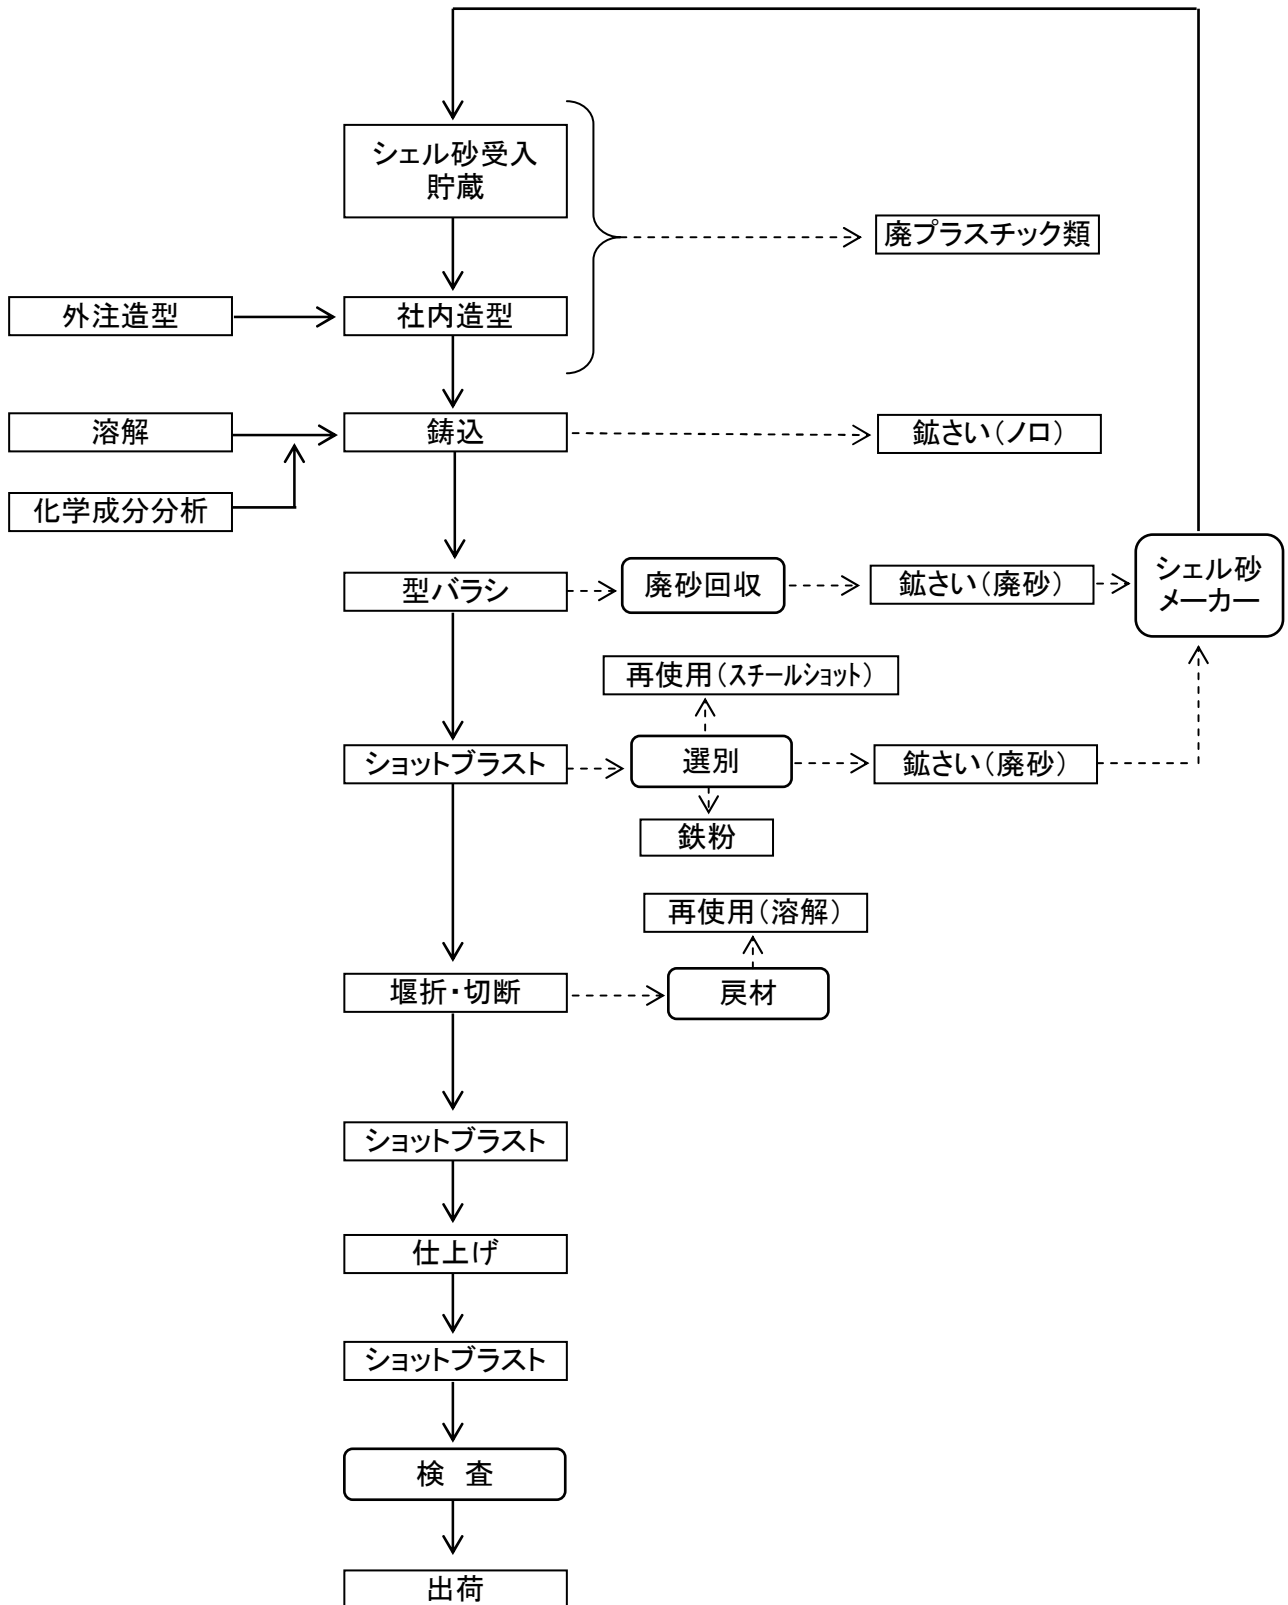 シェル砂受入
貯蔵
廃プラスチック類
外注造型
社内造型
溶解
鋳込
鉱さい(ノロ)
化学成分分析
型バラシ
廃砂回収
鉱さい(廃砂)
シェル砂
メーカー
再使用(スチールショット)
ショットブラスト
選別
鉱さい(廃砂)
鉄粉
再使用(溶解)
堰折・切断
戻材
ショットブラスト
仕上げ
ショットブラスト
検 査
出荷